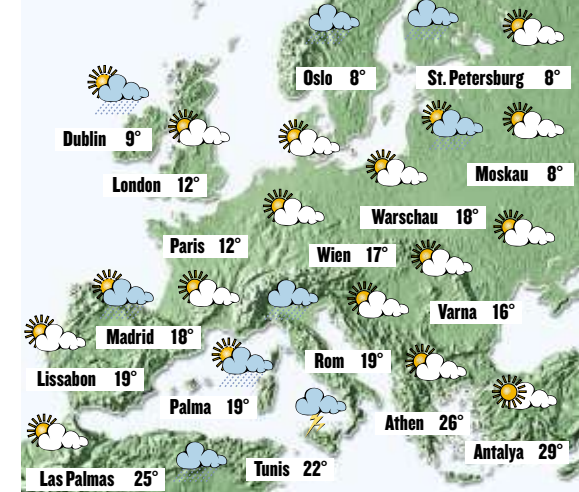 Oslo 8°
St. Petersburg 8°
Dublin 9°
Moskau 8°
London 12°
Warschau 18°
Paris 12°
Wien 17°
Varna 16°
Madrid 18°
Rom 19°
Lissabon 19°
Palma 19°
Athen 26°
Antalya 29°
Tunis 22°
Las Palmas 25°